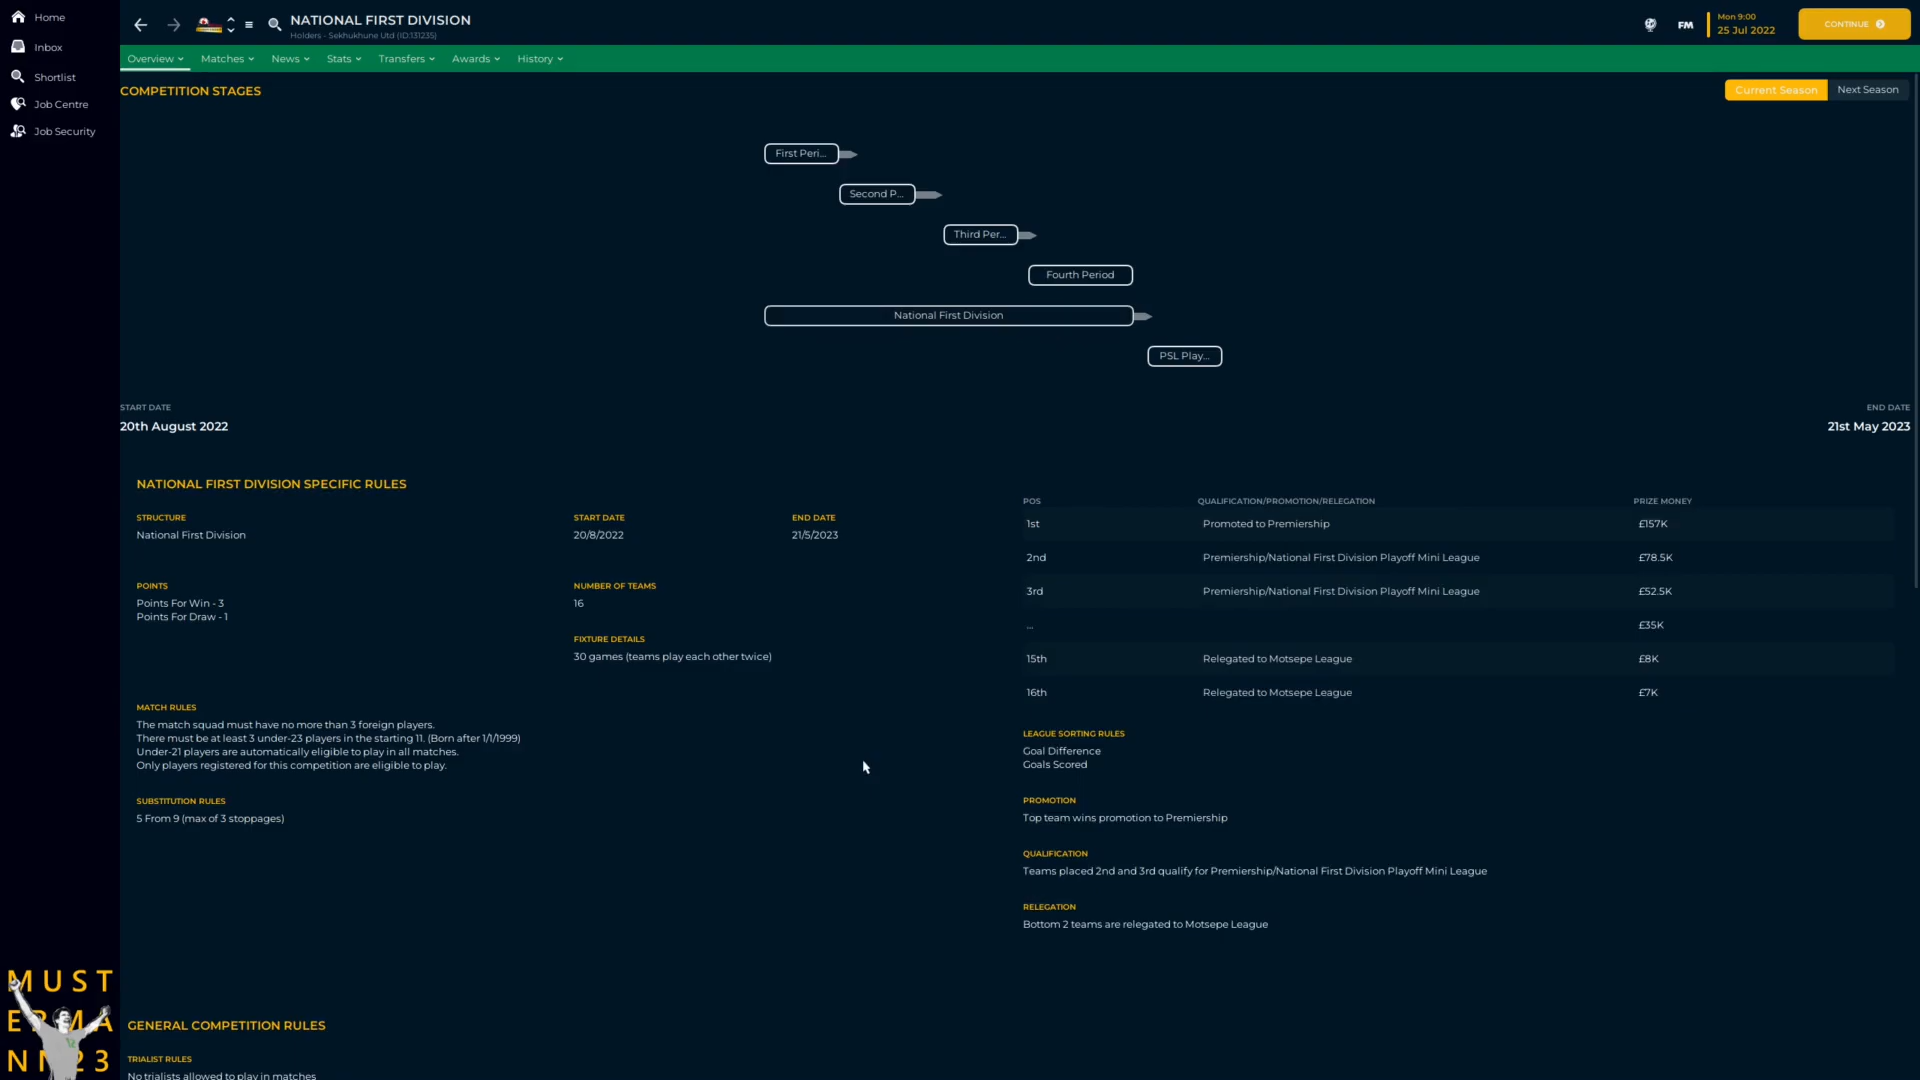 Home
Inbox
Shortlist
Job Centre
Job Security
NATIONAL FIRST DIVISION
Holders - Sekhukhune Utd (ID:131235)
FM
Mon 9:00
25 Jul 2022
CONTINUE
Overview
Matches
News
Stats
Transfers
Awards
History
COMPETITION STAGES
Current Season
Next Season
First Peri...
Second P...
Third Per...
Fourth Period
National First Division
PSL Play...
START DATE
20th August 2022
END DATE
21st May 2023
NATIONAL FIRST DIVISION SPECIFIC RULES
STRUCTURE
National First Division
START DATE
20/8/2022
END DATE
21/5/2023
POINTS
Points For Win - 3
Points For Draw - 1
NUMBER OF TEAMS
16
FIXTURE DETAILS
30 games (teams play each other twice)
MATCH RULES
The match squad must have no more than 3 foreign players.
There must be at least 3 under-23 players in the starting 11. (Born after 1/1/1999)
Under-21 players are automatically eligible to play in all matches.
Only players registered for this competition are eligible to play.
SUBSTITUTION RULES
5 From 9 (max of 3 stoppages)
POS QUALIFICATION/PROMOTION/RELEGATION PRIZE MONEY
1st Promoted to Premiership £157K
2nd Premiership/National First Division Playoff Mini League £78.5K
3rd Premiership/National First Division Playoff Mini League £52.5K
... £35K
15th Relegated to Motsepe League £8K
16th Relegated to Motsepe League £7K
LEAGUE SORTING RULES
Goal Difference
Goals Scored
PROMOTION
Top team wins promotion to Premiership
QUALIFICATION
Teams placed 2nd and 3rd qualify for Premiership/National First Division Playoff Mini League
RELEGATION
Bottom 2 teams are relegated to Motsepe League
GENERAL COMPETITION RULES
TRIALIST RULES
No trialists allowed to play in matches
MUST
ERMA
NN23